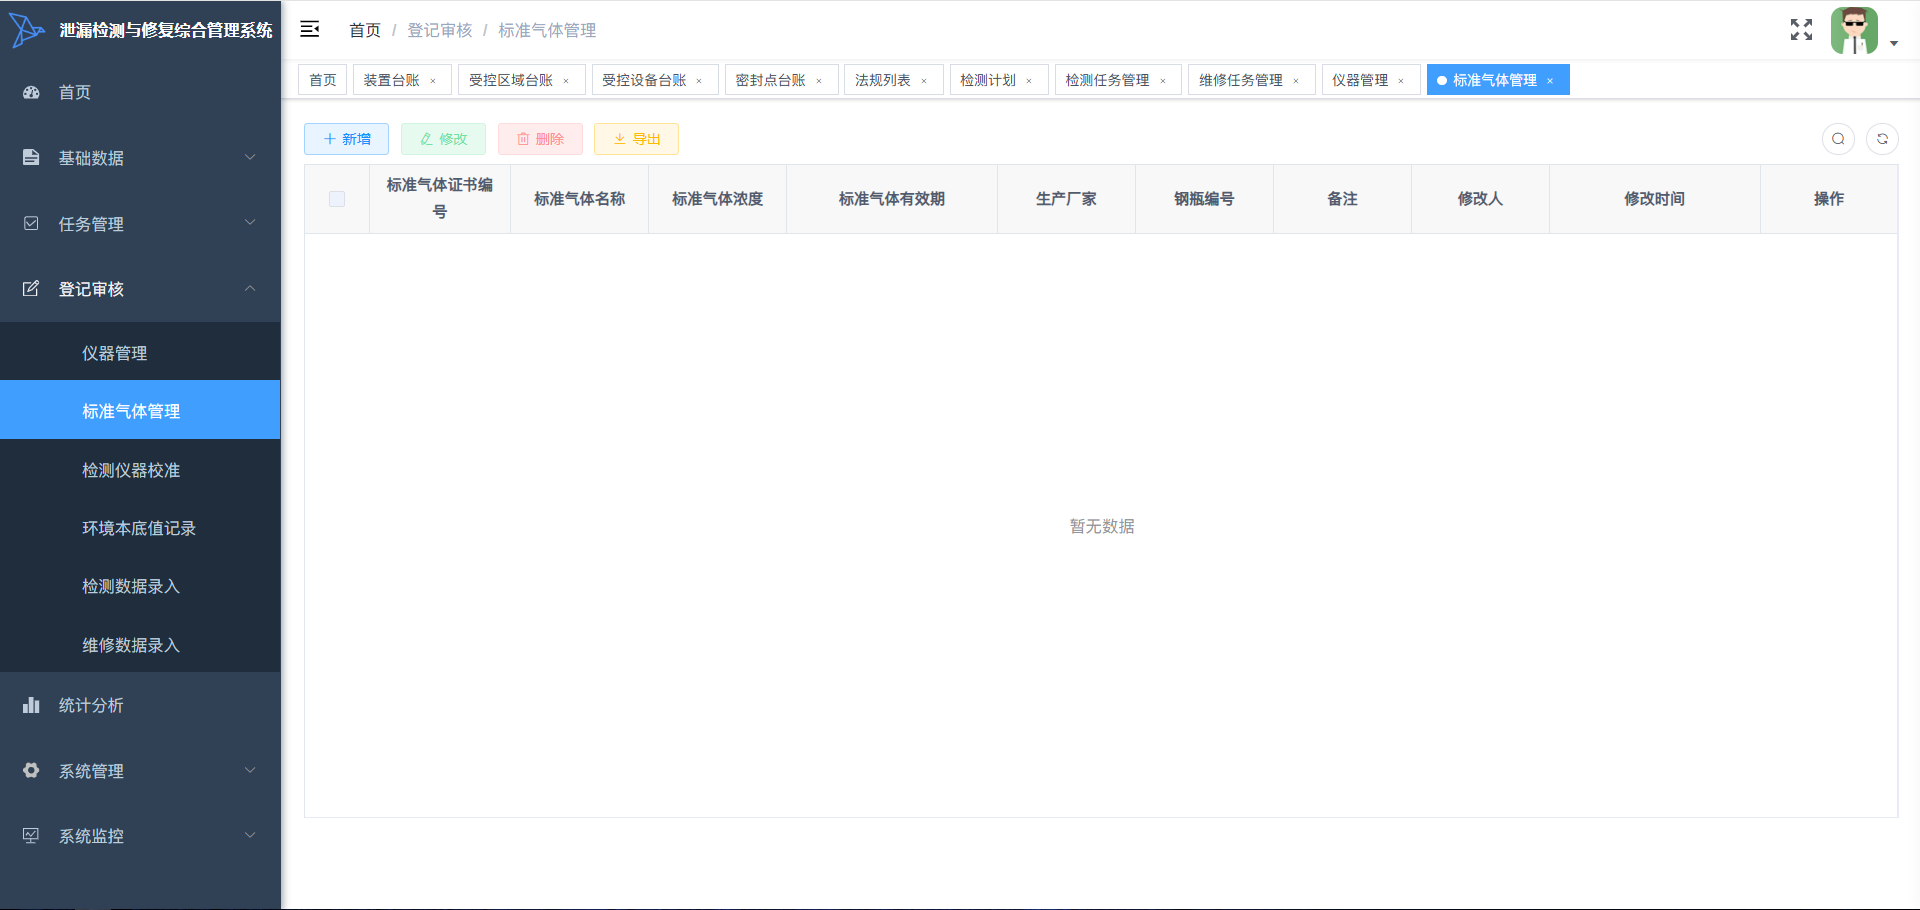 泄漏检测与修复综合管理系统
首页
基础数据
任务管理
登记审核
仪器管理
标准气体管理
检测仪器校准
环境本底值记录
检测数据录入
维修数据录入
统计分析
系统管理
系统监控
首页 / 登记审核 / 标准气体管理
首页 装置台账 × 受控区域台账 × 受控设备台账 × 密封点台账 × 法规列表 × 检测计划 × 检测任务管理 × 维修任务管理 × 仪器管理 × 标准气体管理 ×
新增 修改 删除 导出
标准气体证书编号 标准气体名称 标准气体浓度 标准气体有效期 生产厂家 钢瓶编号 备注 修改人 修改时间 操作
暂无数据